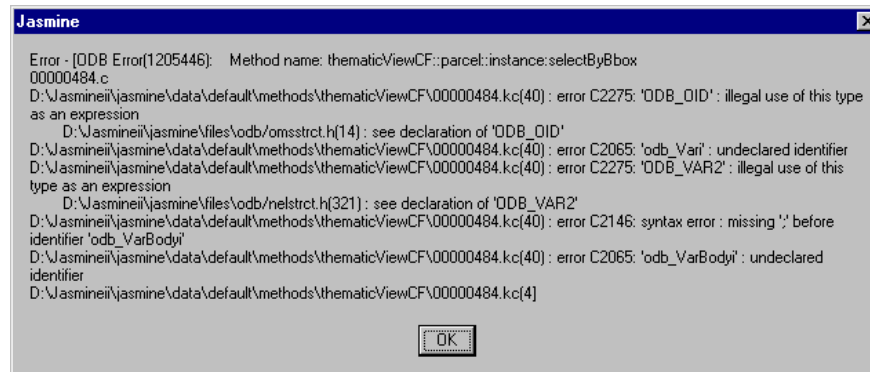 Jasmine
Error - [ODB Error(1205446): Method name: thematicViewCF::parcel::instance:selectByBbox
00000484.c
D:\Jasmineii\jasmine\data\default\methods\thematicViewCF\00000484.kc(40) : error C2275: 'ODB_OID' : illegal use of this type
as an expression
D:\Jasmineii\jasmine\files\odb/omsstrct.h(14) : see declaration of 'ODB_OID'
D:\Jasmineii\jasmine\data\default\methods\thematicViewCF\00000484.kc(40) : error C2065: 'odb_Vari' : undeclared identifier
D:\Jasmineii\jasmine\data\default\methods\thematicViewCF\00000484.kc(40) : error C2275: 'ODB_VAR2' : illegal use of this
type as an expression
D:\Jasmineii\jasmine\files\odb/nelstrct.h(321) : see declaration of 'ODB_VAR2'
D:\Jasmineii\jasmine\data\default\methods\thematicViewCF\00000484.kc(40) : error C2146: syntax error : missing ';' before
identifier 'odb_VarBodyi'
D:\Jasmineii\jasmine\data\default\methods\thematicViewCF\00000484.kc(40) : error C2065: 'odb_VarBodyi' : undeclared
identifier
D:\Jasmineii\jasmine\data\default\methods\thematicViewCF\00000484.kc(4]
OK